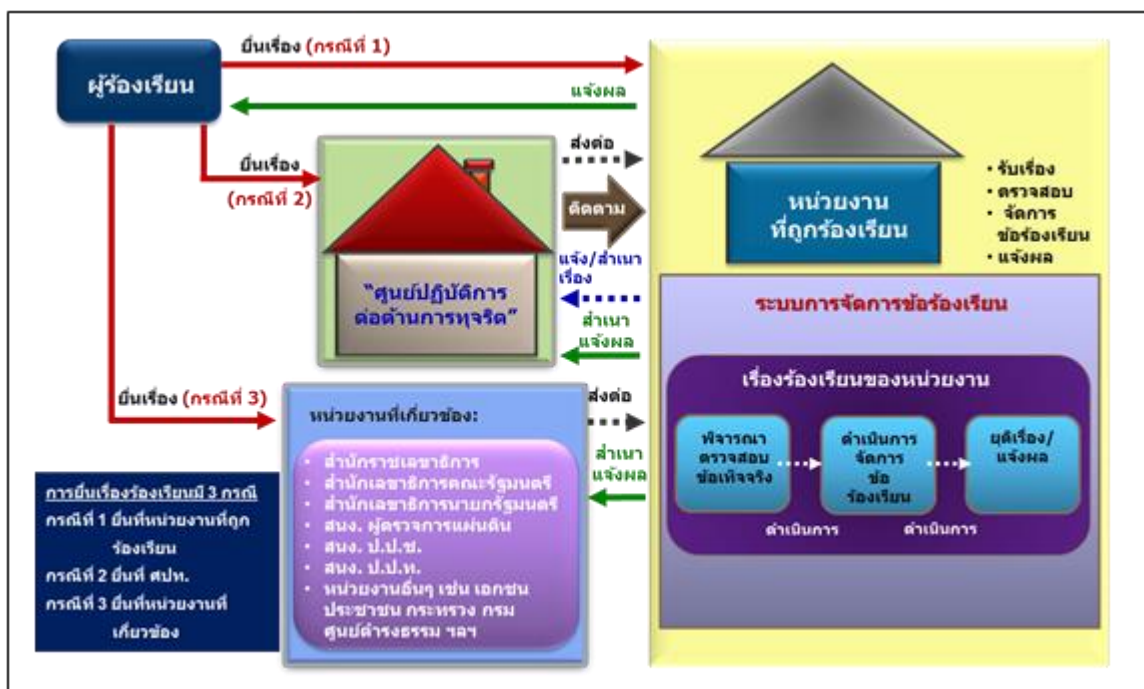 ยื่นเรื่อง (กรณีที่ 1)
ผู้ร้องเรียน
แจ้งผล
ยื่นเรื่อง
(กรณีที่ 2)
ส่งต่อ
ติดตาม
แจ้ง/สำเนา
เรื่อง
สำเนา
แจ้งผล
“ศูนย์ปฏิบัติการ
ต่อต้านการทุจริต”
หน่วยงาน
ที่ถูกร้องเรียน
• รับเรื่อง
• ตรวจสอบ
• จัดการ
ข้อร้องเรียน
• แจ้งผล
ระบบการจัดการข้อร้องเรียน
เรื่องร้องเรียนของหน่วยงาน
พิจารณา
ตรวจสอบ
ข้อเท็จจริง
ดำเนินการ
จัดการ
ข้อ
ร้องเรียน
ยุติเรื่อง/
แจ้งผล
ดำเนินการ
ดำเนินการ
ยื่นเรื่อง (กรณีที่ 3)
ส่งต่อ
สำเนา
แจ้งผล
หน่วยงานที่เกี่ยวข้อง:
• สำนักราชเลขาธิการ
• สำนักเลขาธิการคณะรัฐมนตรี
• สำนักเลขาธิการนายกรัฐมนตรี
• สนง. ผู้ตรวจการแผ่นดิน
• สนง. ป.ป.ช.
• สนง. ป.ป.ท.
• หน่วยงานอื่นๆ เช่น เอกชน
ประชาชน กระทรวง กรม
ศูนย์ดำรงธรรม ฯลฯ
การยื่นเรื่องร้องเรียนมี 3 กรณี
กรณีที่ 1 ยื่นที่หน่วยงานที่ถูก
ร้องเรียน
กรณีที่ 2 ยื่นที่ ศปท.
กรณีที่ 3 ยื่นที่หน่วยงานที่
เกี่ยวข้อง